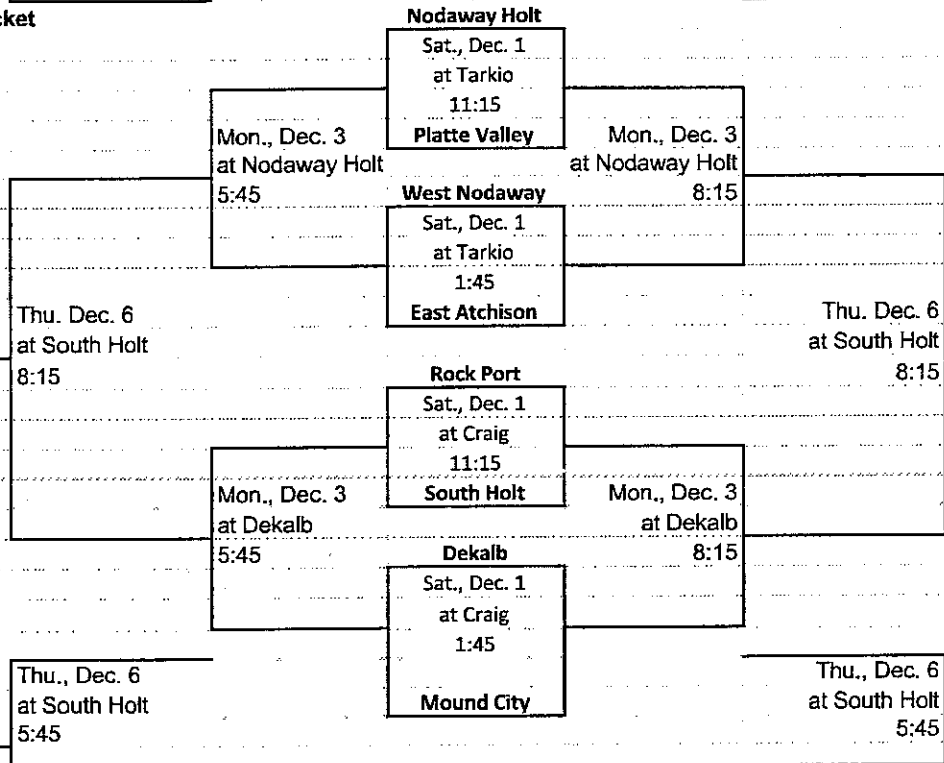 Nodaway Holt
Sat., Dec. 1
at Tarkio
11:15
Platte Valley
Mon., Dec. 3
at Nodaway Holt
5:45
Mon., Dec. 3
at Nodaway Holt
8:15
West Nodaway
Sat., Dec. 1
at Tarkio
1:45
East Atchison
Thu. Dec. 6
at South Holt
8:15
Thu. Dec. 6
at South Holt
8:15
Rock Port
Sat., Dec. 1
at Craig
11:15
South Holt
Mon., Dec. 3
at Dekalb
5:45
Mon., Dec. 3
at Dekalb
8:15
Dekalb
Sat., Dec. 1
at Craig
1:45
Mound City
Thu., Dec. 6
at South Holt
5:45
Thu., Dec. 6
at South Holt
5:45